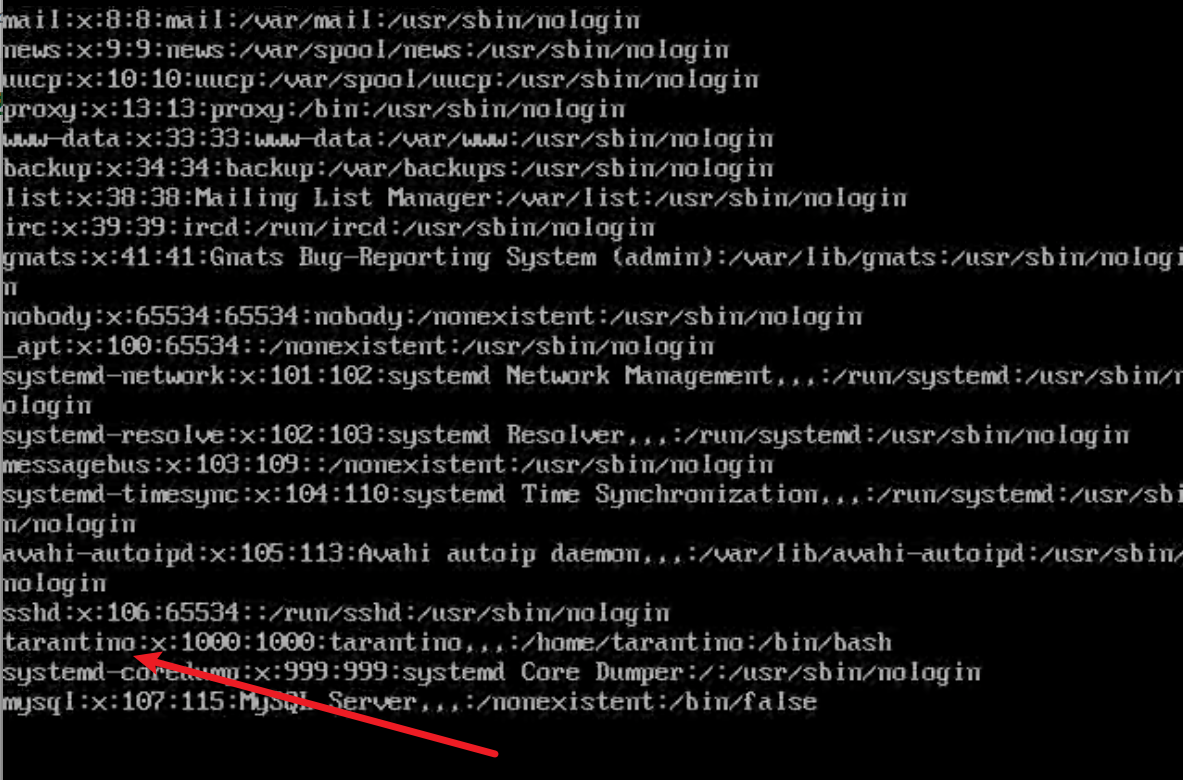 mail:x:8:8:mail:/var/mail:/usr/sbin/nologin
news:x:9:9:news:/var/spool/news:/usr/sbin/nologin
uucp:x:10:10:uucp:/var/spool/uucp:/usr/sbin/nologin
proxy:x:13:13:proxy:/bin:/usr/sbin/nologin
www-data:x:33:33:www-data:/var/www:/usr/sbin/nologin
backup:x:34:34:backup:/var/backups:/usr/sbin/nologin
list:x:38:38:Mailing List Manager:/var/list:/usr/sbin/nologin
irc:x:39:39:ircd:/run/ircd:/usr/sbin/nologin
gnats:x:41:41:Gnats Bug-Reporting System (admin):/var/lib/gnats:/usr/sbin/nologi
n
nobody:x:65534:65534:nobody:/nonexistent:/usr/sbin/nologin
_apt:x:100:65534::/nonexistent:/usr/sbin/nologin
systemd-network:x:101:102:systemd Network Management,,,:/run/systemd:/usr/sbin/n
ologin
systemd-resolve:x:102:103:systemd Resolver,,,:/run/systemd:/usr/sbin/nologin
messagebus:x:103:109::/nonexistent:/usr/sbin/nologin
systemd-timesync:x:104:110:systemd Time Synchronization,,,:/run/systemd:/usr/sbi
n/nologin
avahi-autoipd:x:105:113:Avahi autoip daemon,,,:/var/lib/avahi-autoipd:/usr/sbin/
nologin
sshd:x:106:65534::/run/sshd:/usr/sbin/nologin
tarantino:x:1000:1000:tarantino,,,:/home/tarantino:/bin/bash
systemd-coredump:x:999:999:systemd Core Dumper:/:/usr/sbin/nologin
mysql:x:107:115:MySQL Server,,,:/nonexistent:/bin/false